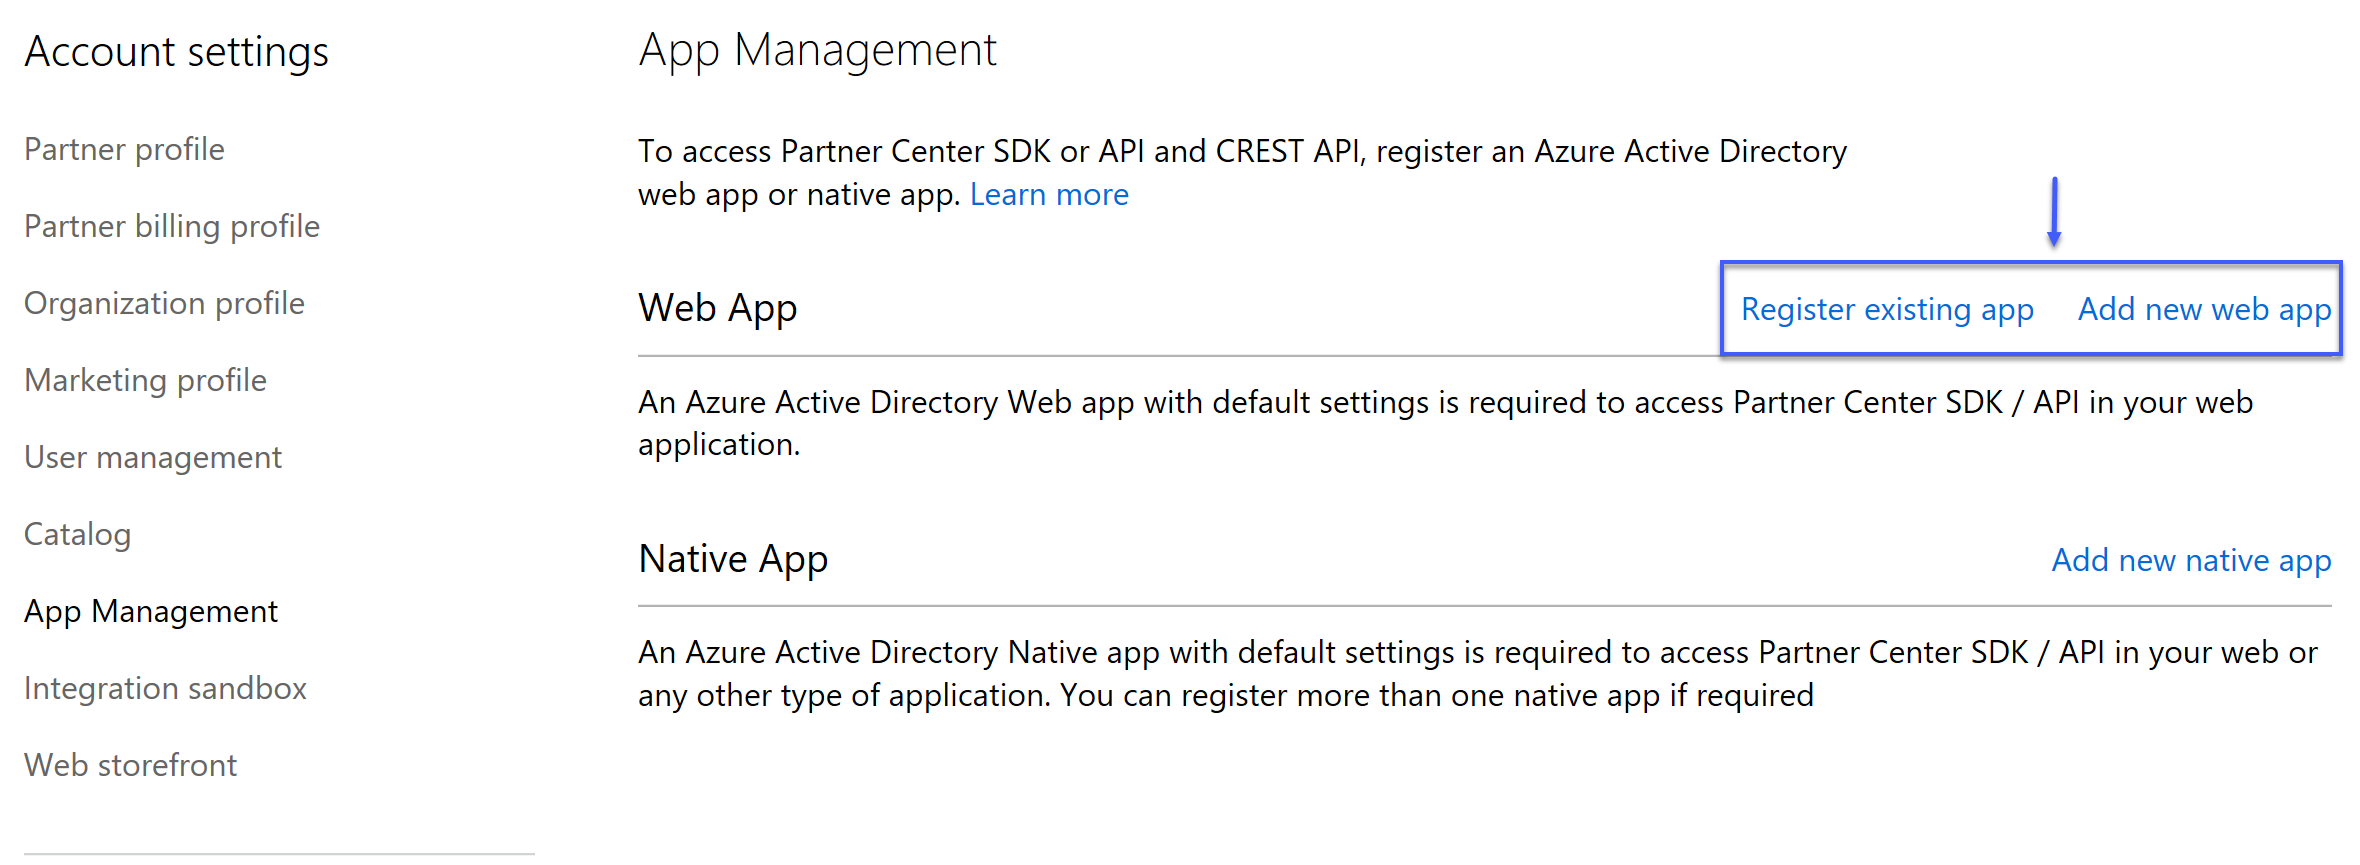 Account settings
Partner profile
Partner billing profile
Organization profile
Marketing profile
User management
Catalog
App Management
Integration sandbox
Web storefront
App Management
To access Partner Center SDK or API and CREST API, register an Azure Active Directory
web app or native app. Learn more
Web App
Register existing app
Add new web app
An Azure Active Directory Web app with default settings is required to access Partner Center SDK / API in your web
application.
Native App
Add new native app
An Azure Active Directory Native app with default settings is required to access Partner Center SDK / API in your web or
any other type of application. You can register more than one native app if required